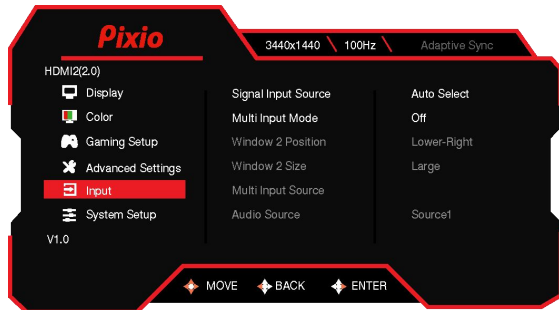 Pixio
3440x1440 \ 100Hz \ Adaptive Sync
HDMI2(2.0)
Display
Color
Gaming Setup
Advanced Settings
Input
System Setup
V1.0
Signal Input Source Auto Select
Multi Input Mode Off
Window 2 Position Lower-Right
Window 2 Size Large
Multi Input Source
Audio Source Source1
MOVE BACK ENTER